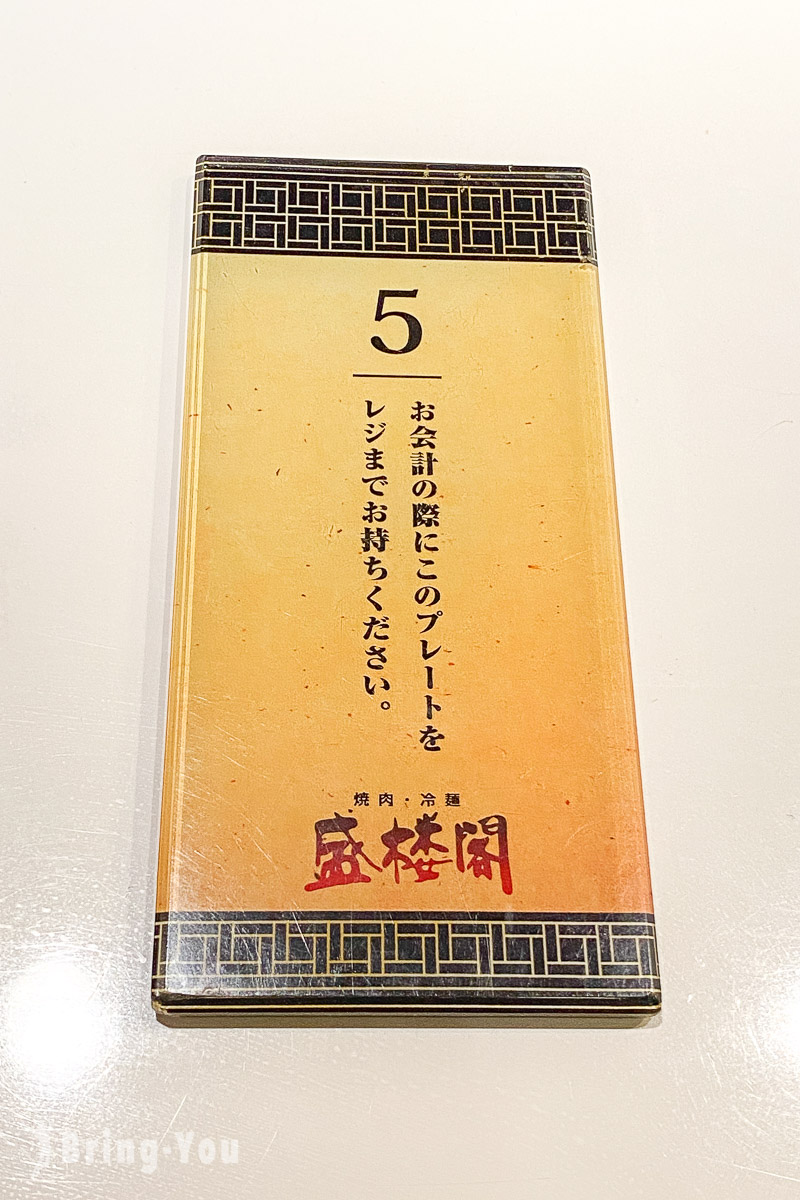 5
お会計の際にこのプレートを
レジまでお持ちください。
焼肉・冷麺
盛楼閣
Bring-You